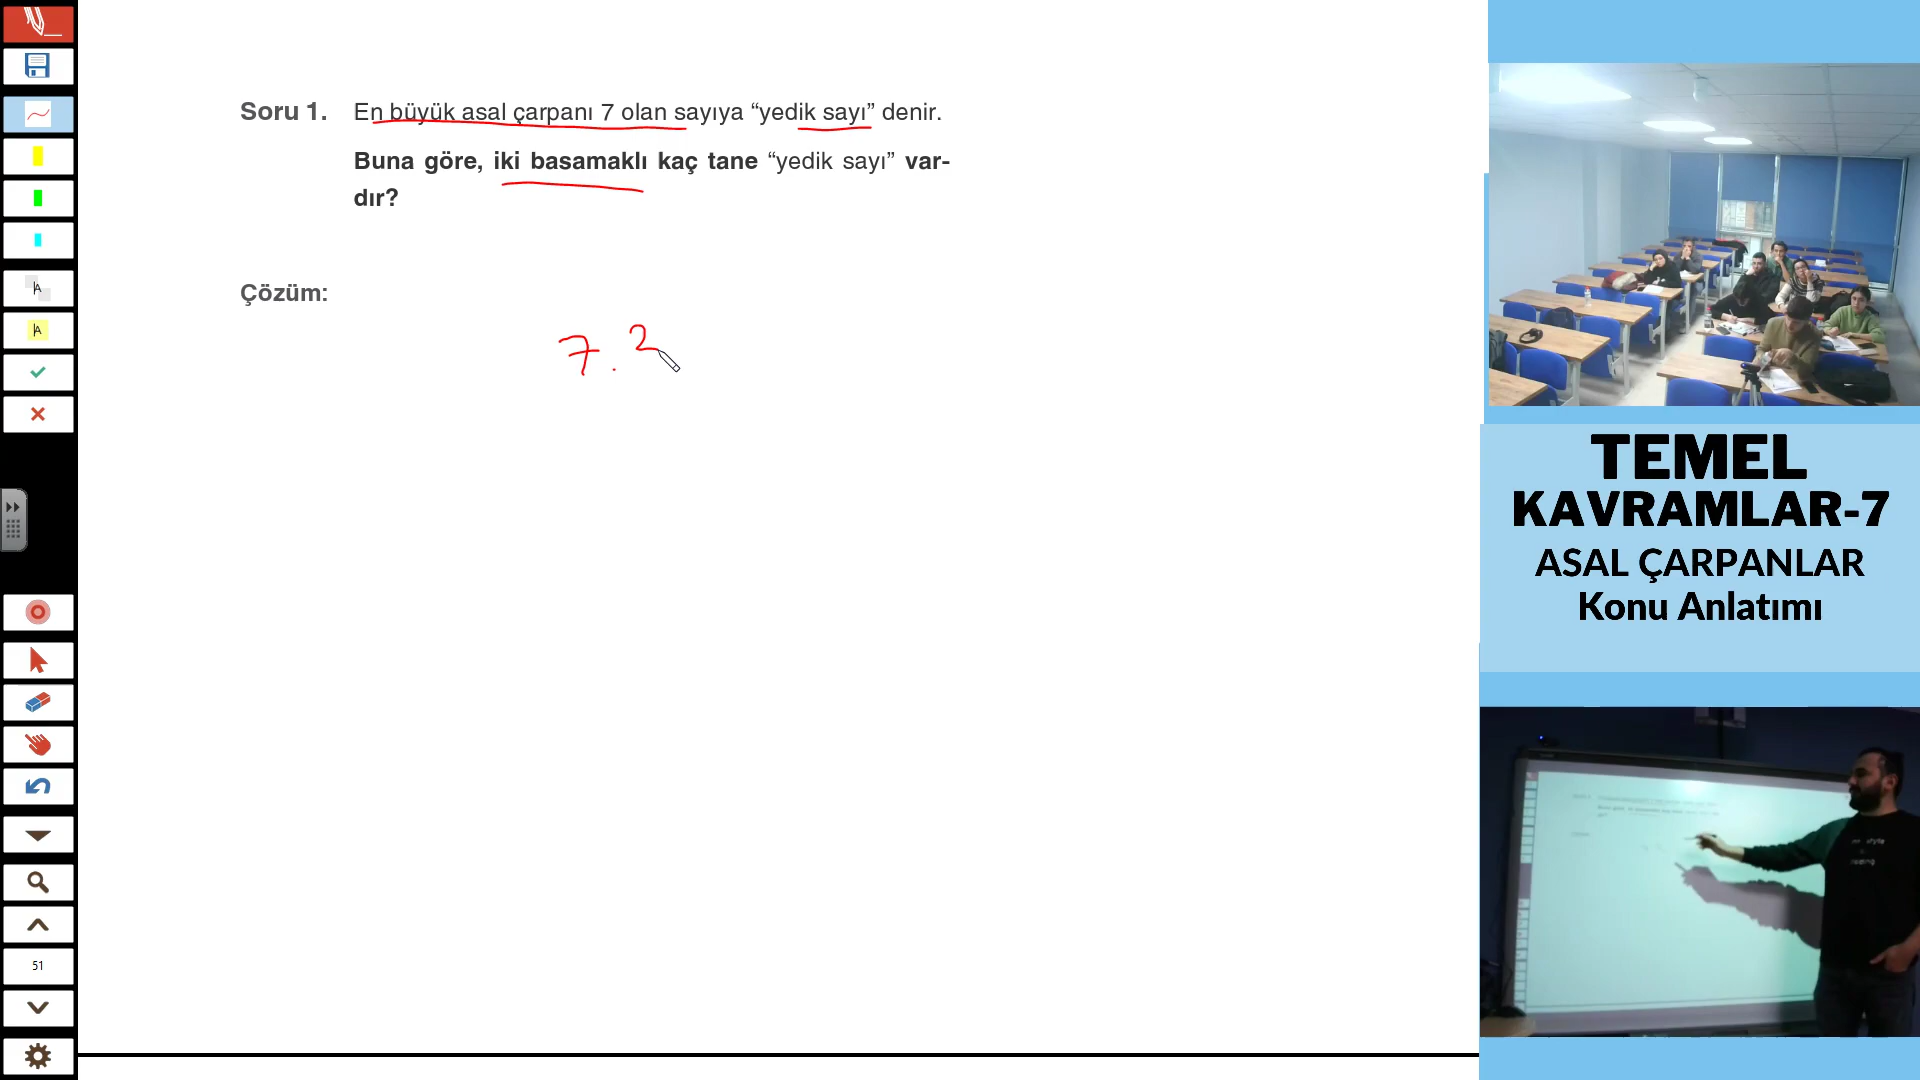 Soru 1. En büyük asal çarpanı 7 olan sayıya “yedik sayı” denir.
Buna göre, iki basamaklı kaç tane “yedik sayı” var-
dır?
Çözüm:
7 . 2
51
TEMEL
KAVRAMLAR-7
ASAL ÇARPANLAR
Konu Anlatımı